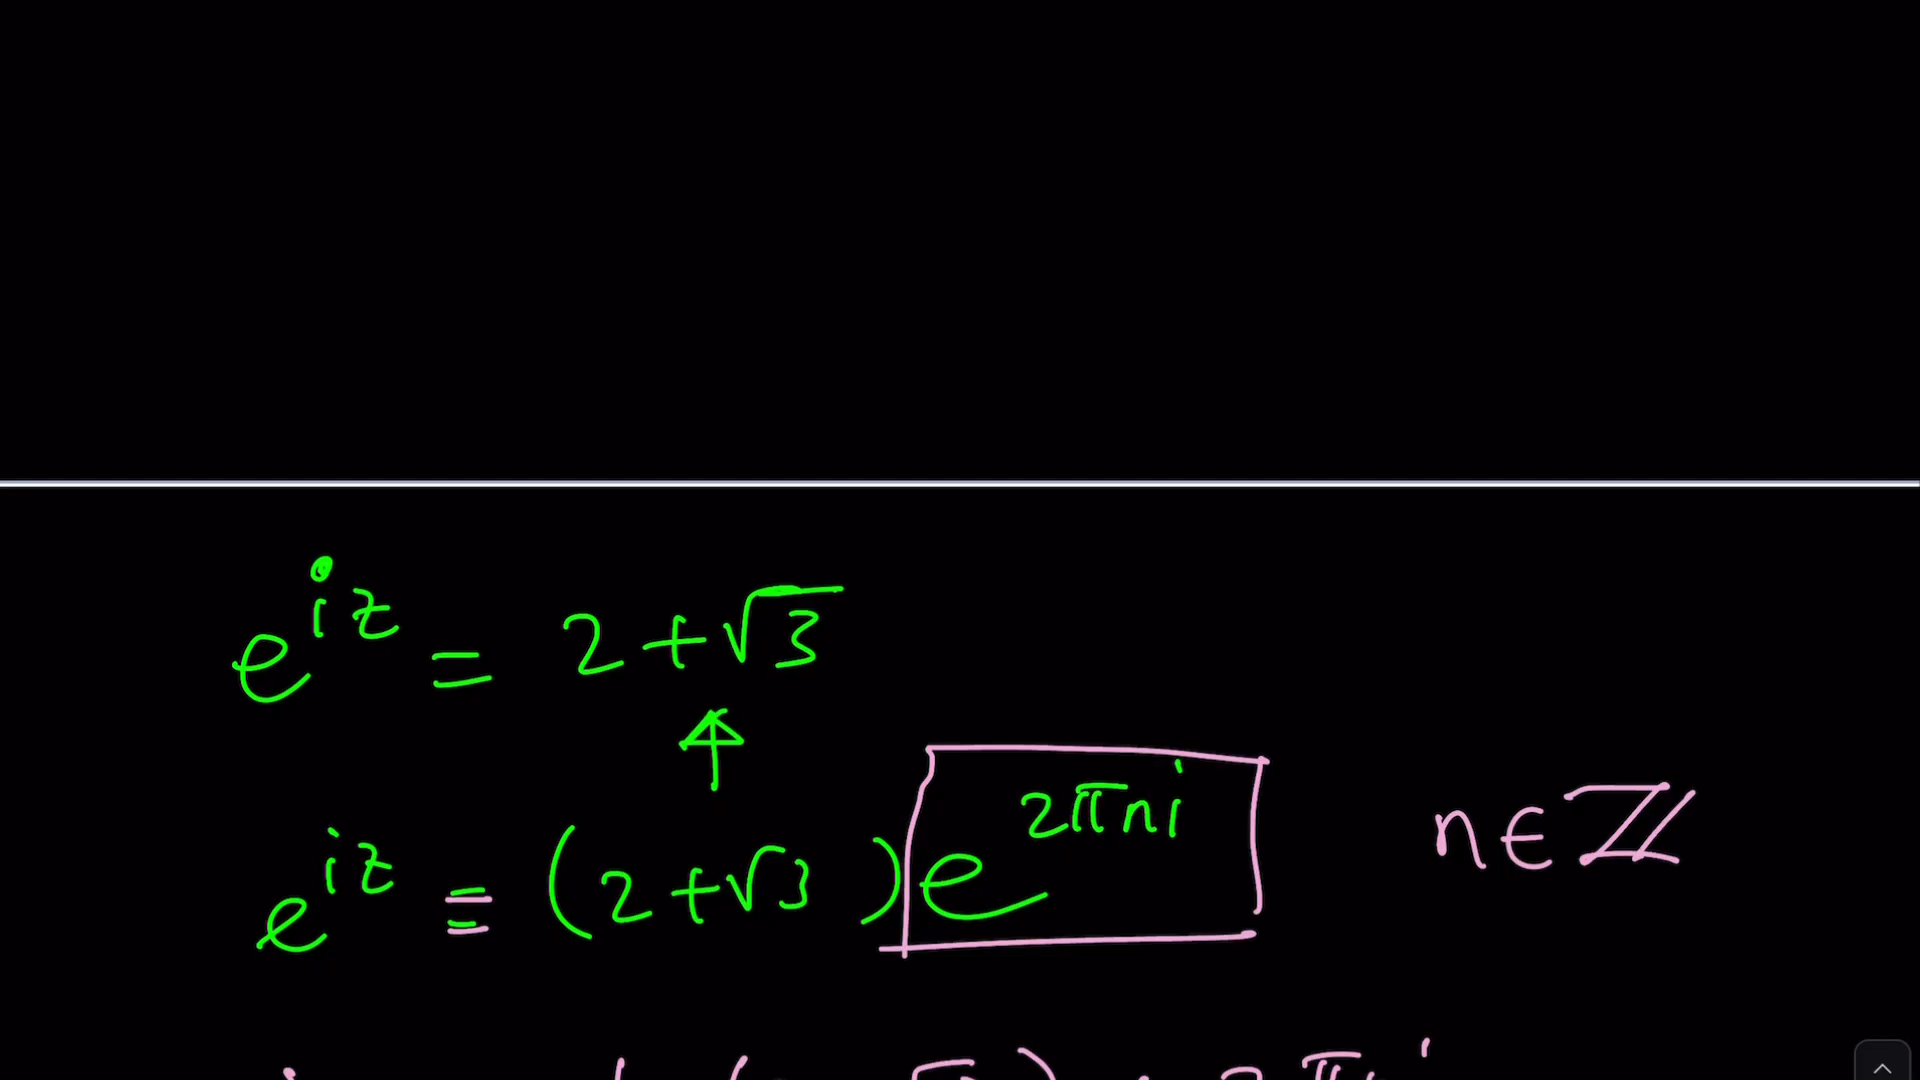 e^{iz} = 2+√3
↑
e^{iz} = (2+√3) e^{2πni} n∈ℤ